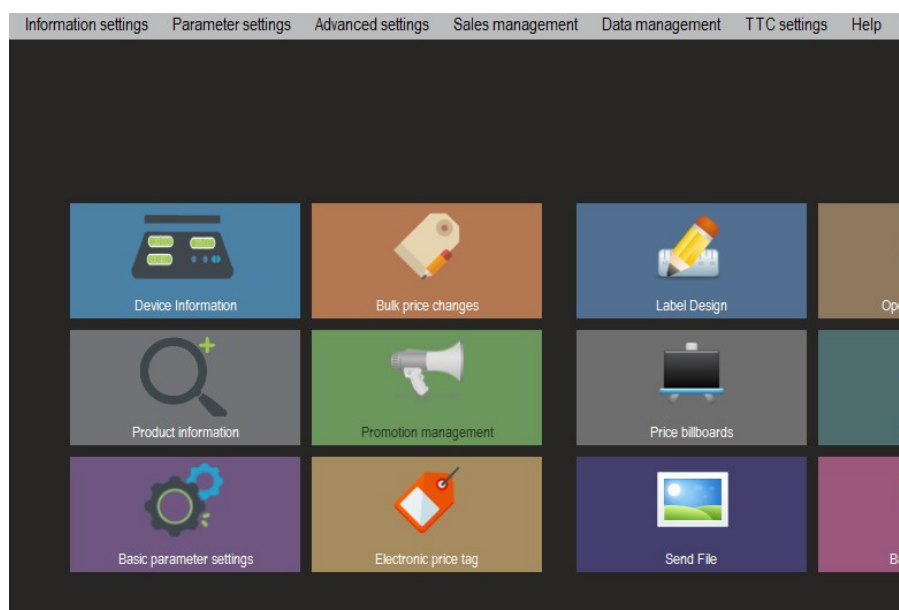 Information settings Parameter settings Advanced settings Sales management Data management TTC settings Help
Device Information Bulk price changes Label Design
Product information Promotion management Price billboards
Basic parameter settings Electronic price tag Send File